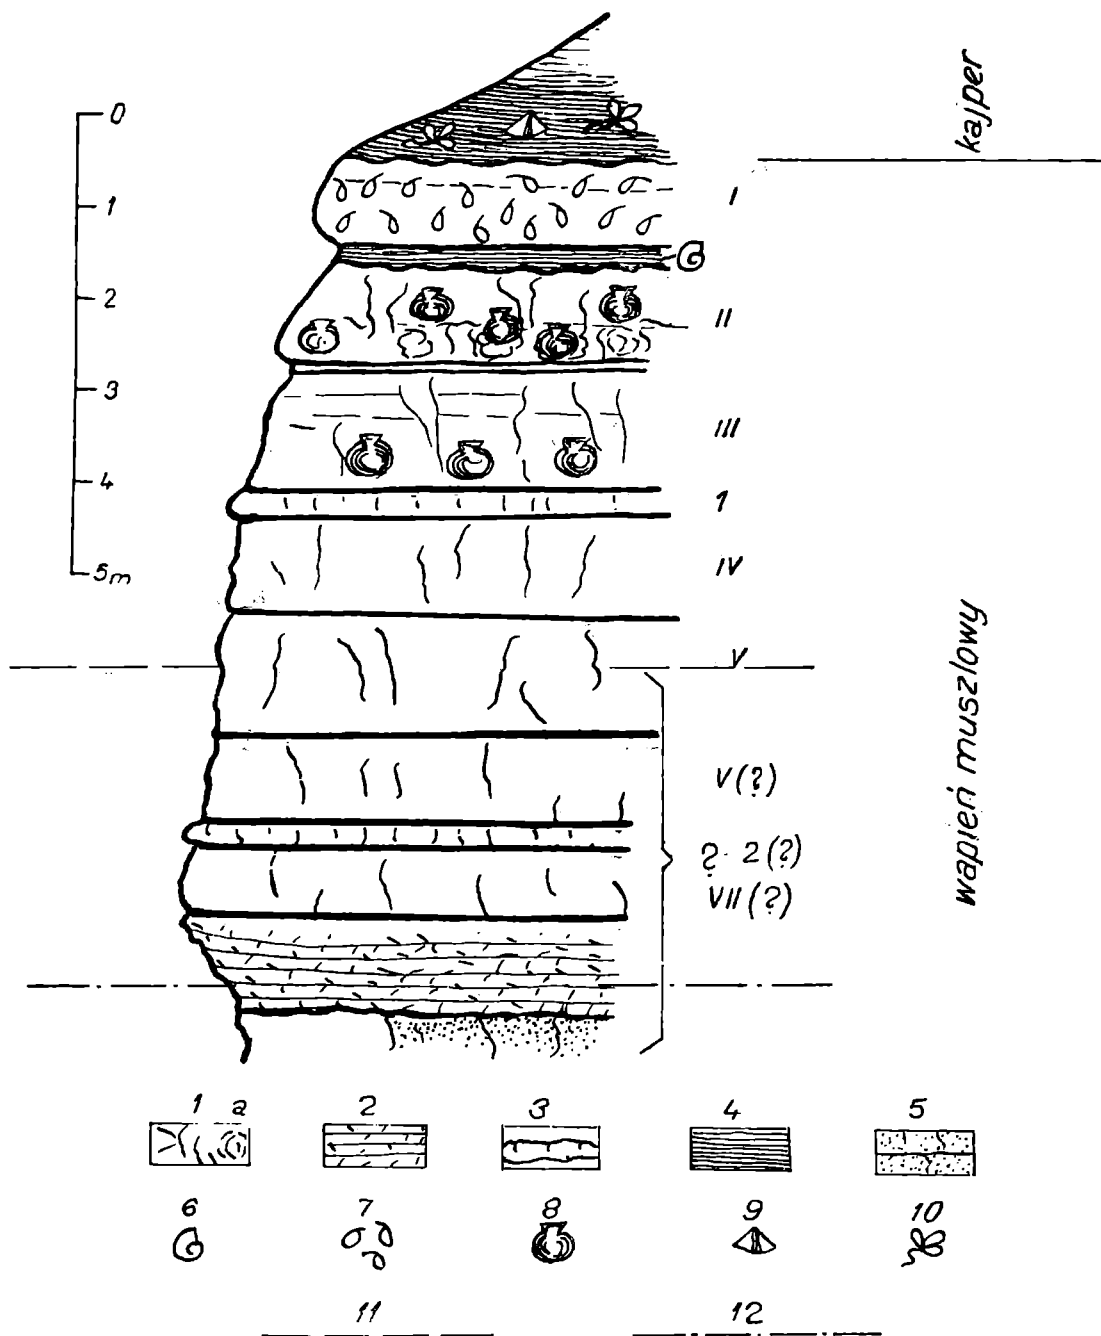 kajper
0
1
2
3
4
5m
I
II
III
1
IV
V
V (?)
? 2 (?)
VII (?)
wapień muszlowy
1 a 2 3 4 5
6 7 8 9 10
11 12